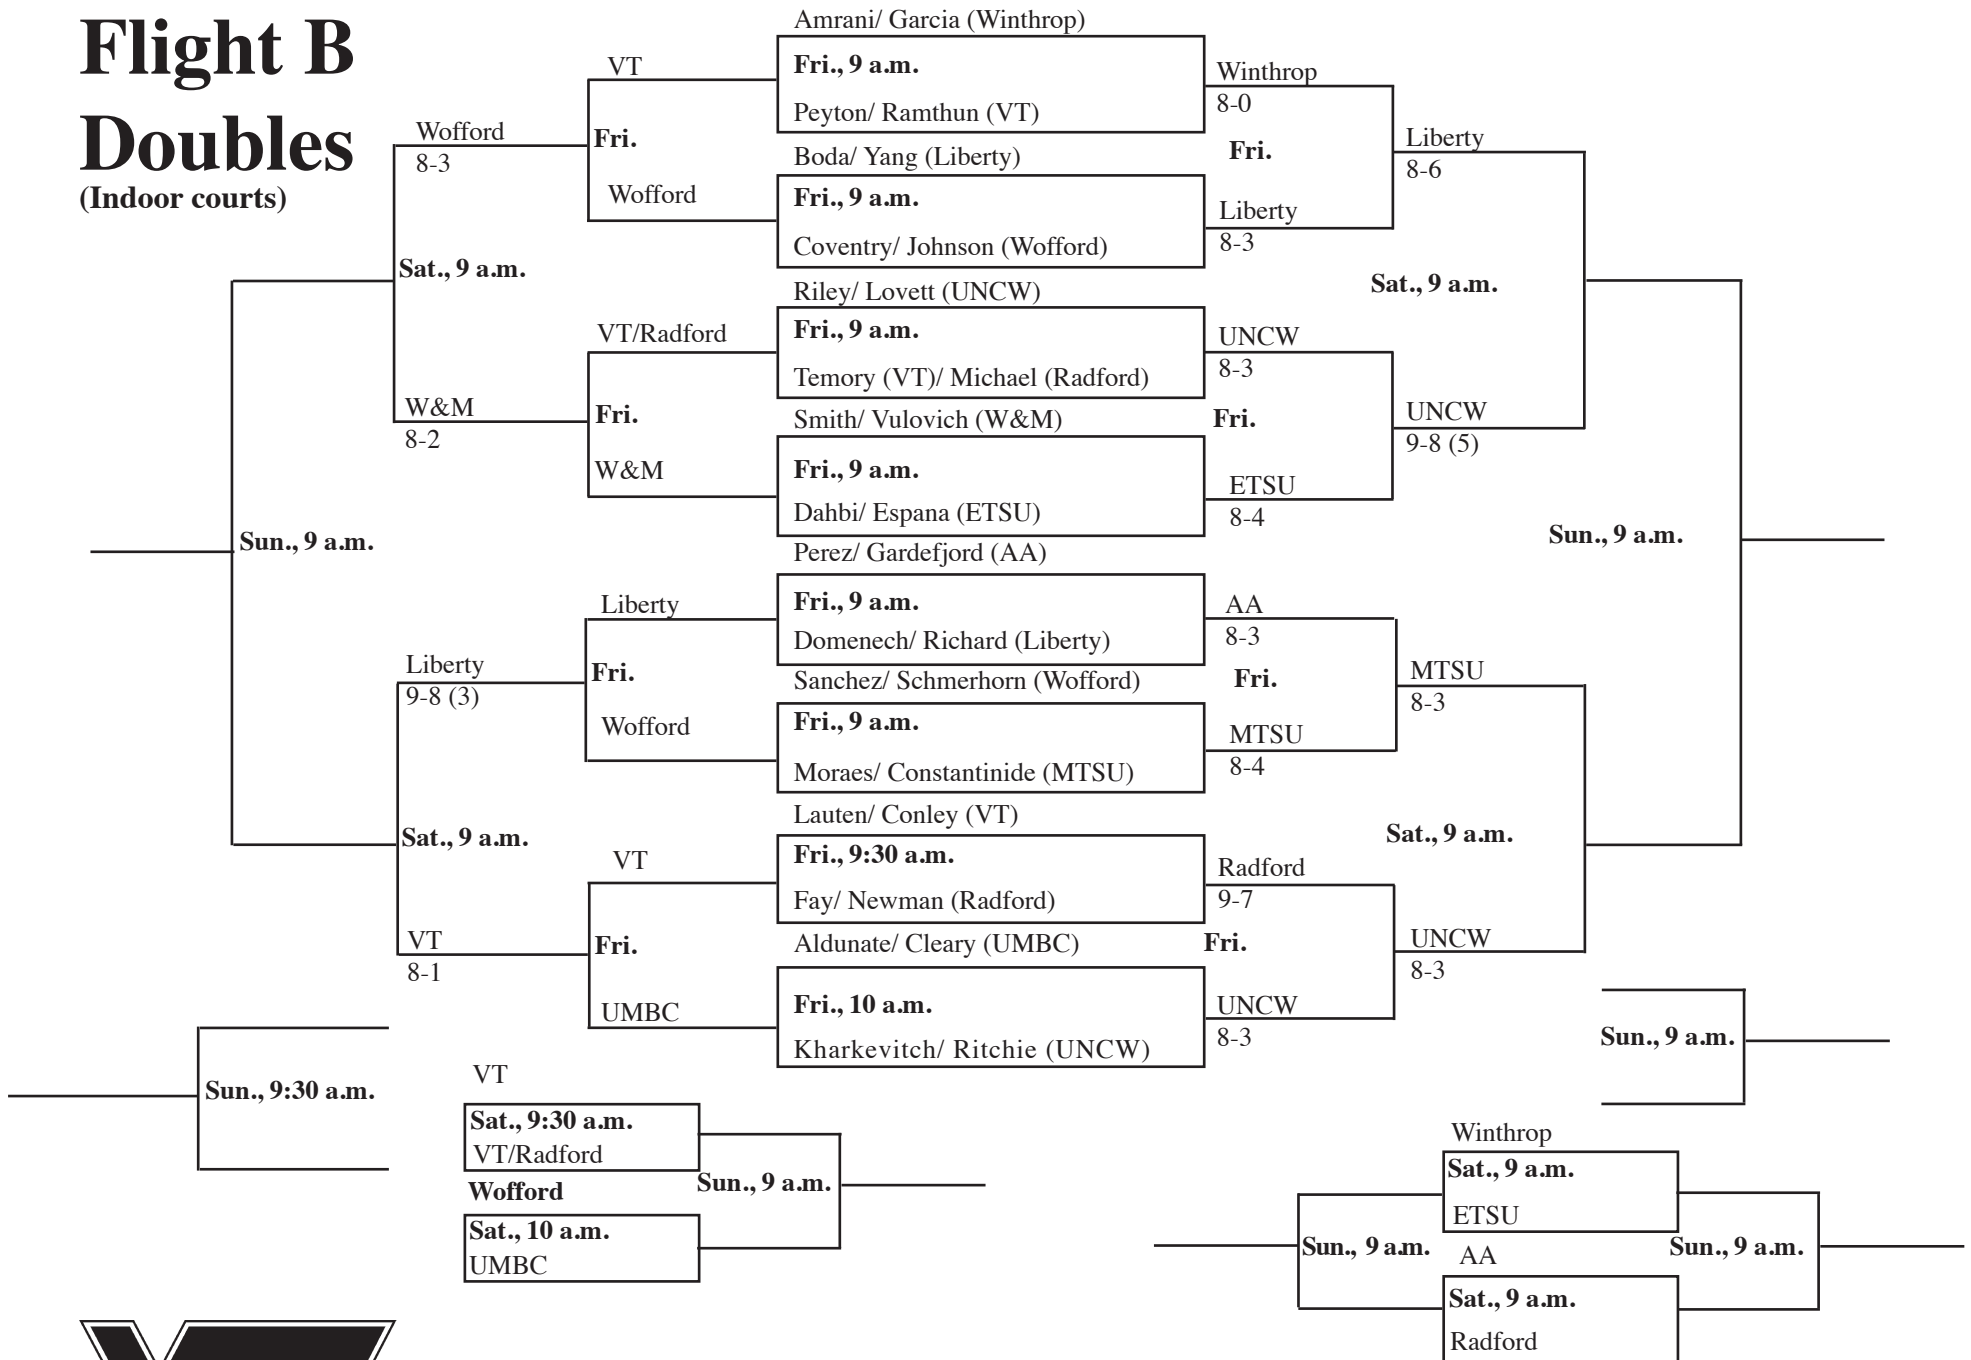 Flight B
Doubles
(Indoor courts)
Wofford
8-3
Sat., 9 a.m.
W&M
8-2
Sun., 9 a.m.
Liberty
9-8 (3)
Sat., 9 a.m.
VT
8-1
VT
Fri.
Wofford
VT/Radford
Fri.
W&M
Liberty
Fri.
Wofford
VT
Fri.
UMBC
Amrani/ Garcia (Winthrop)
Fri., 9 a.m.
Peyton/ Ramthun (VT)
Boda/ Yang (Liberty)
Fri., 9 a.m.
Coventry/ Johnson (Wofford)
Riley/ Lovett (UNCW)
Fri., 9 a.m.
Temory (VT)/ Michael (Radford)
Smith/ Vulovich (W&M)
Fri., 9 a.m.
Dahbi/ Espana (ETSU)
Perez/ Gardefjord (AA)
Fri., 9 a.m.
Domenech/ Richard (Liberty)
Sanchez/ Schmerhorn (Wofford)
Fri., 9 a.m.
Moraes/ Constantinide (MTSU)
Lauten/ Conley (VT)
Fri., 9:30 a.m.
Fay/ Newman (Radford)
Aldunate/ Cleary (UMBC)
Fri., 10 a.m.
Kharkevitch/ Ritchie (UNCW)
Winthrop
8-0
Fri.
Liberty
8-3
UNCW
8-3
Fri.
ETSU
8-4
AA
8-3
Fri.
MTSU
8-4
Radford
9-7
Fri.
UNCW
8-3
Liberty
8-6
Sat., 9 a.m.
UNCW
9-8 (5)
Sun., 9 a.m.
MTSU
8-3
Sat., 9 a.m.
UNCW
8-3
Sun., 9 a.m.
Sun., 9:30 a.m.
VT
Sat., 9:30 a.m.
VT/Radford
Wofford
Sat., 10 a.m.
UMBC
Sun., 9 a.m.
Winthrop
Sat., 9 a.m.
ETSU
Sun., 9 a.m.
AA
Sun., 9 a.m.
Sat., 9 a.m.
Radford